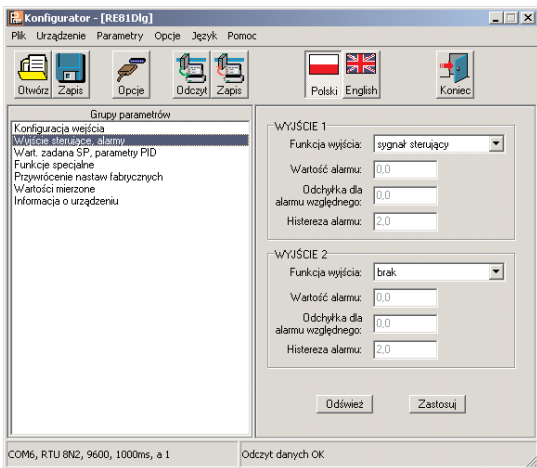 Konfigurator - [RE81Dlg]
Plik Urządzenie Parametry Opcje Język Pomoc
Otwórz Zapis Opcje Odczyt Zapis Polski English Koniec
Grupy parametrów
Konfiguracja wejścia
Wyjście sterujące, alarmy
Wart. zadana SP, parametry PID
Funkcje specjalne
Przywrócenie nastaw fabrycznych
Wartości mierzone
Informacja o urządzeniu
WYJŚCIE 1
Funkcja wyjścia: sygnał sterujący
Wartość alarmu: 0,0
Odchyłka dla
alarmu względnego: 0,0
Histereza alarmu: 2,0
WYJŚCIE 2
Funkcja wyjścia: brak
Wartość alarmu: 0,0
Odchyłka dla
alarmu względnego: 0,0
Histereza alarmu: 2,0
Odśwież Zastosuj
COM6, RTU 8N2, 9600, 1000ms, a 1 Odczyt danych OK